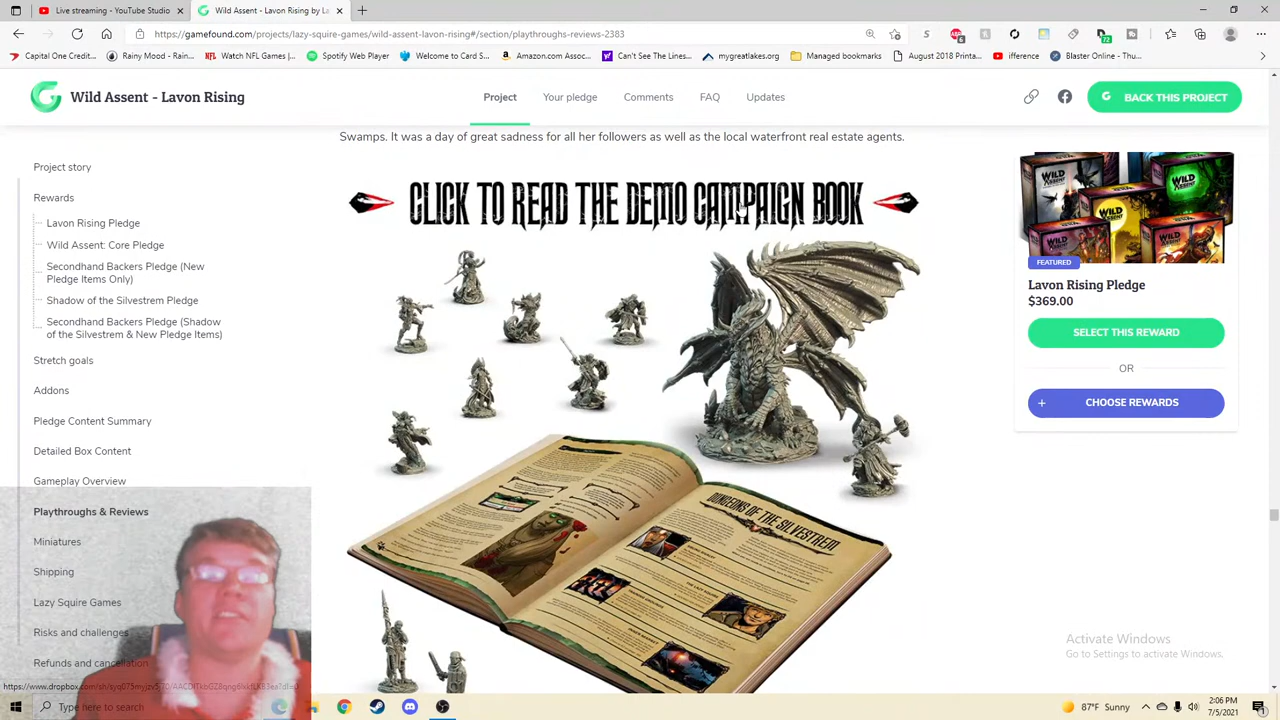 Live streaming - YouTube Studio
Wild Assent - Lavon Rising by La
https://gamefound.com/projects/lazy-squire-games/wild-assent-lavon-rising#/section/playthroughs-reviews-2383
Capital One Credit...
Rainy Mood - Rain...
Watch NFL Games |...
Spotify Web Player
Welcome to Card S...
Amazon.com Assoc...
Can't See The Lines...
mygreatlakes.org
Managed bookmarks
August 2018 Printa...
ifference
Blaster Online - Thu...
Wild Assent - Lavon Rising
Project
Your pledge
Comments
FAQ
Updates
BACK THIS PROJECT
Swamps. It was a day of great sadness for all her followers as well as the local waterfront real estate agents.
CLICK TO READ THE DEMO CAMPAIGN BOOK
Project story
Rewards
Lavon Rising Pledge
Wild Assent: Core Pledge
Secondhand Backers Pledge (New
Pledge Items Only)
Shadow of the Silvestrem Pledge
Secondhand Backers Pledge (Shadow
of the Silvestrem & New Pledge Items)
Stretch goals
Addons
Pledge Content Summary
Detailed Box Content
Gameplay Overview
Playthroughs & Reviews
Miniatures
Shipping
Lazy Squire Games
Risks and challenges
Refunds and cancellation
WILD
ASSENT
FEATURED
Lavon Rising Pledge
$369.00
SELECT THIS REWARD
OR
+ CHOOSE REWARDS
DUNGEONS OF THE SILVESTREM
Activate Windows
Go to Settings to activate Windows.
Type here to search
87°F Sunny
2:06 PM
7/5/2021